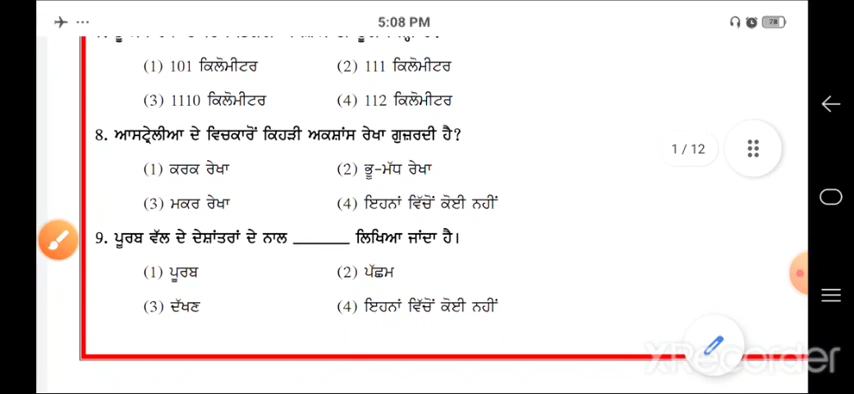 5:08 PM
78
(1) 101 ਕਿਲੋਮੀਟਰ (2) 111 ਕਿਲੋਮੀਟਰ
(3) 1110 ਕਿਲੋਮੀਟਰ (4) 112 ਕਿਲੋਮੀਟਰ
8. ਆਸਟ੍ਰੇਲੀਆ ਦੇ ਵਿਚਕਾਰੋਂ ਕਿਹੜੀ ਅਕਸ਼ਾਂਸ ਰੇਖਾ ਗੁਜ਼ਰਦੀ ਹੈ?
1 / 12
(1) ਕਰਕ ਰੇਖਾ (2) ਭੂ-ਮੱਧ ਰੇਖਾ
(3) ਮਕਰ ਰੇਖਾ (4) ਇਹਨਾਂ ਵਿੱਚੋਂ ਕੋਈ ਨਹੀਂ
9. ਪੂਰਬ ਵੱਲ ਦੇ ਦੇਸ਼ਾਂਤਰਾਂ ਦੇ ਨਾਲ _______ ਲਿਖਿਆ ਜਾਂਦਾ ਹੈ।
(1) ਪੂਰਬ (2) ਪੱਛਮ
(3) ਦੱਖਣ (4) ਇਹਨਾਂ ਵਿੱਚੋਂ ਕੋਈ ਨਹੀਂ
XRecorder